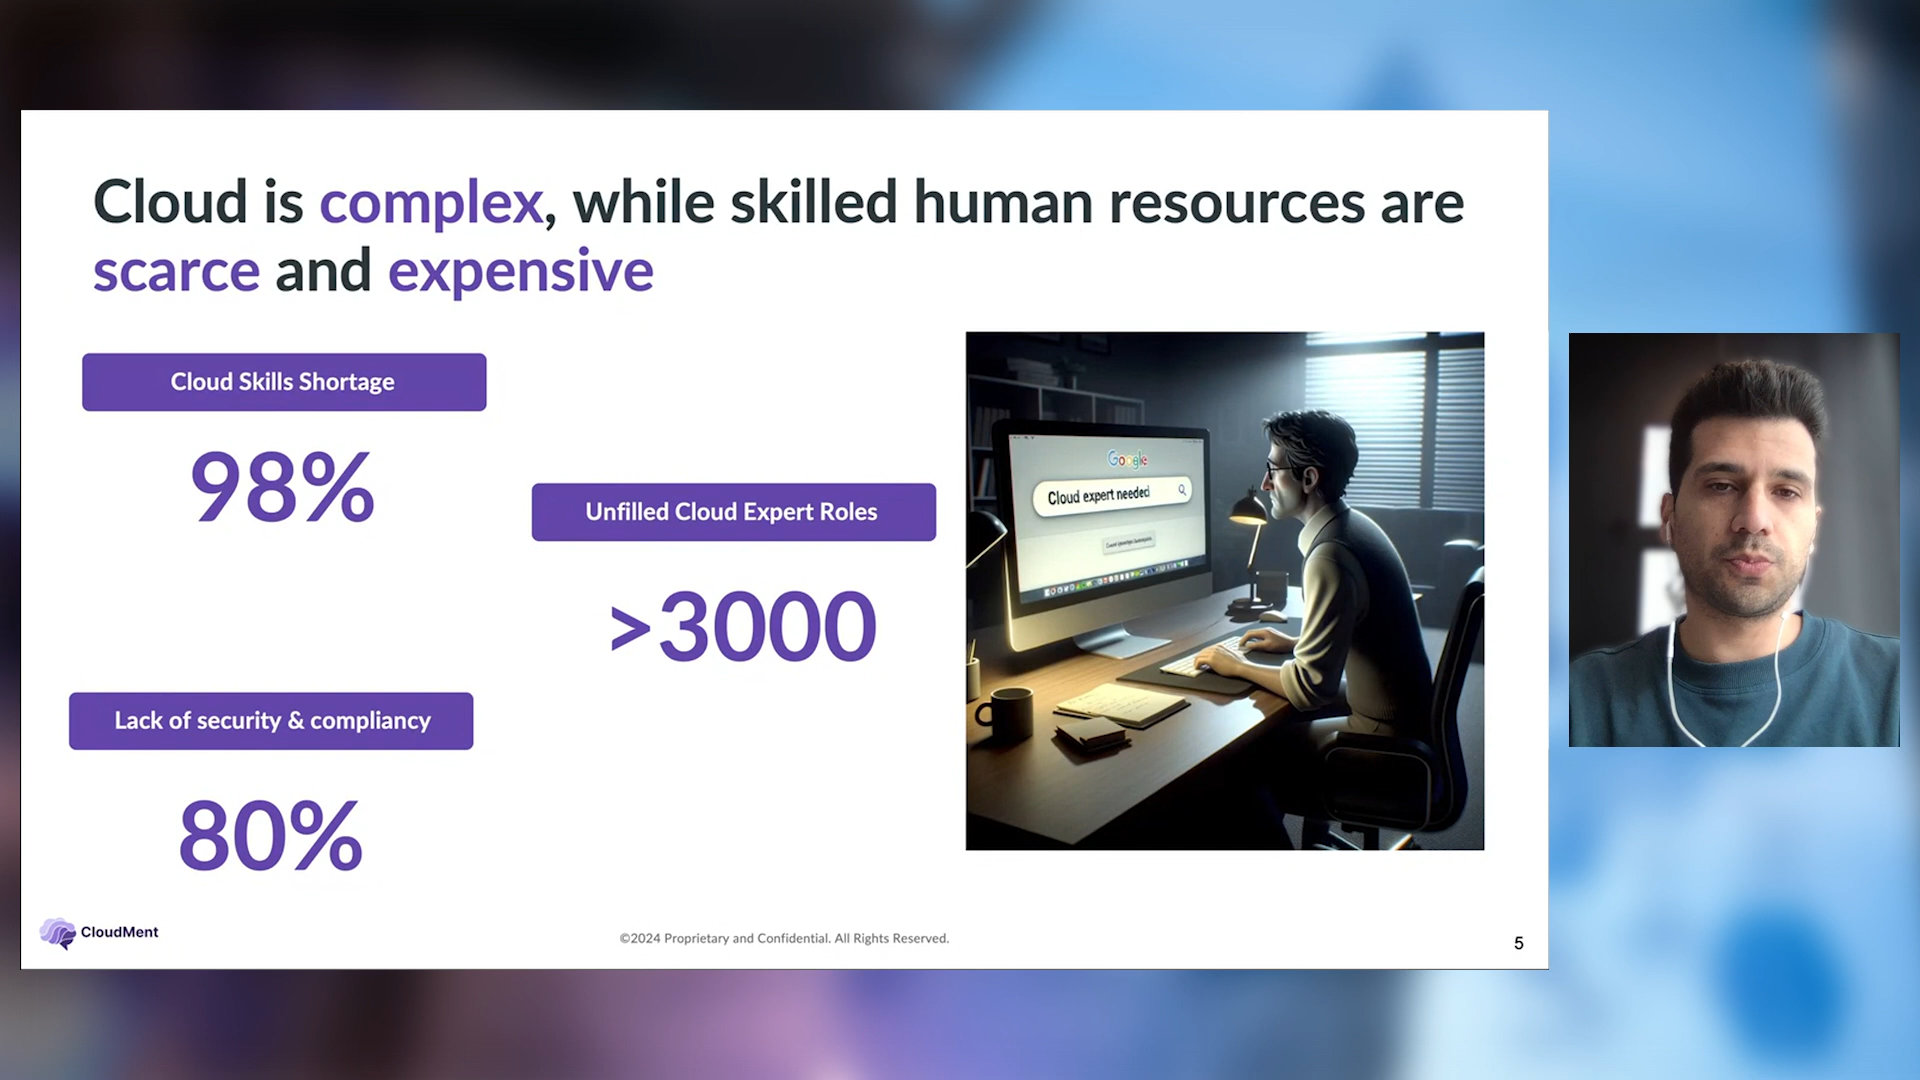 Cloud is complex, while skilled human resources are
scarce and expensive
Cloud Skills Shortage
98%
Unfilled Cloud Expert Roles
>3000
Lack of security & compliancy
80%
Google
Cloud expert needed
CloudMent
©2024 Proprietary and Confidential. All Rights Reserved.
5